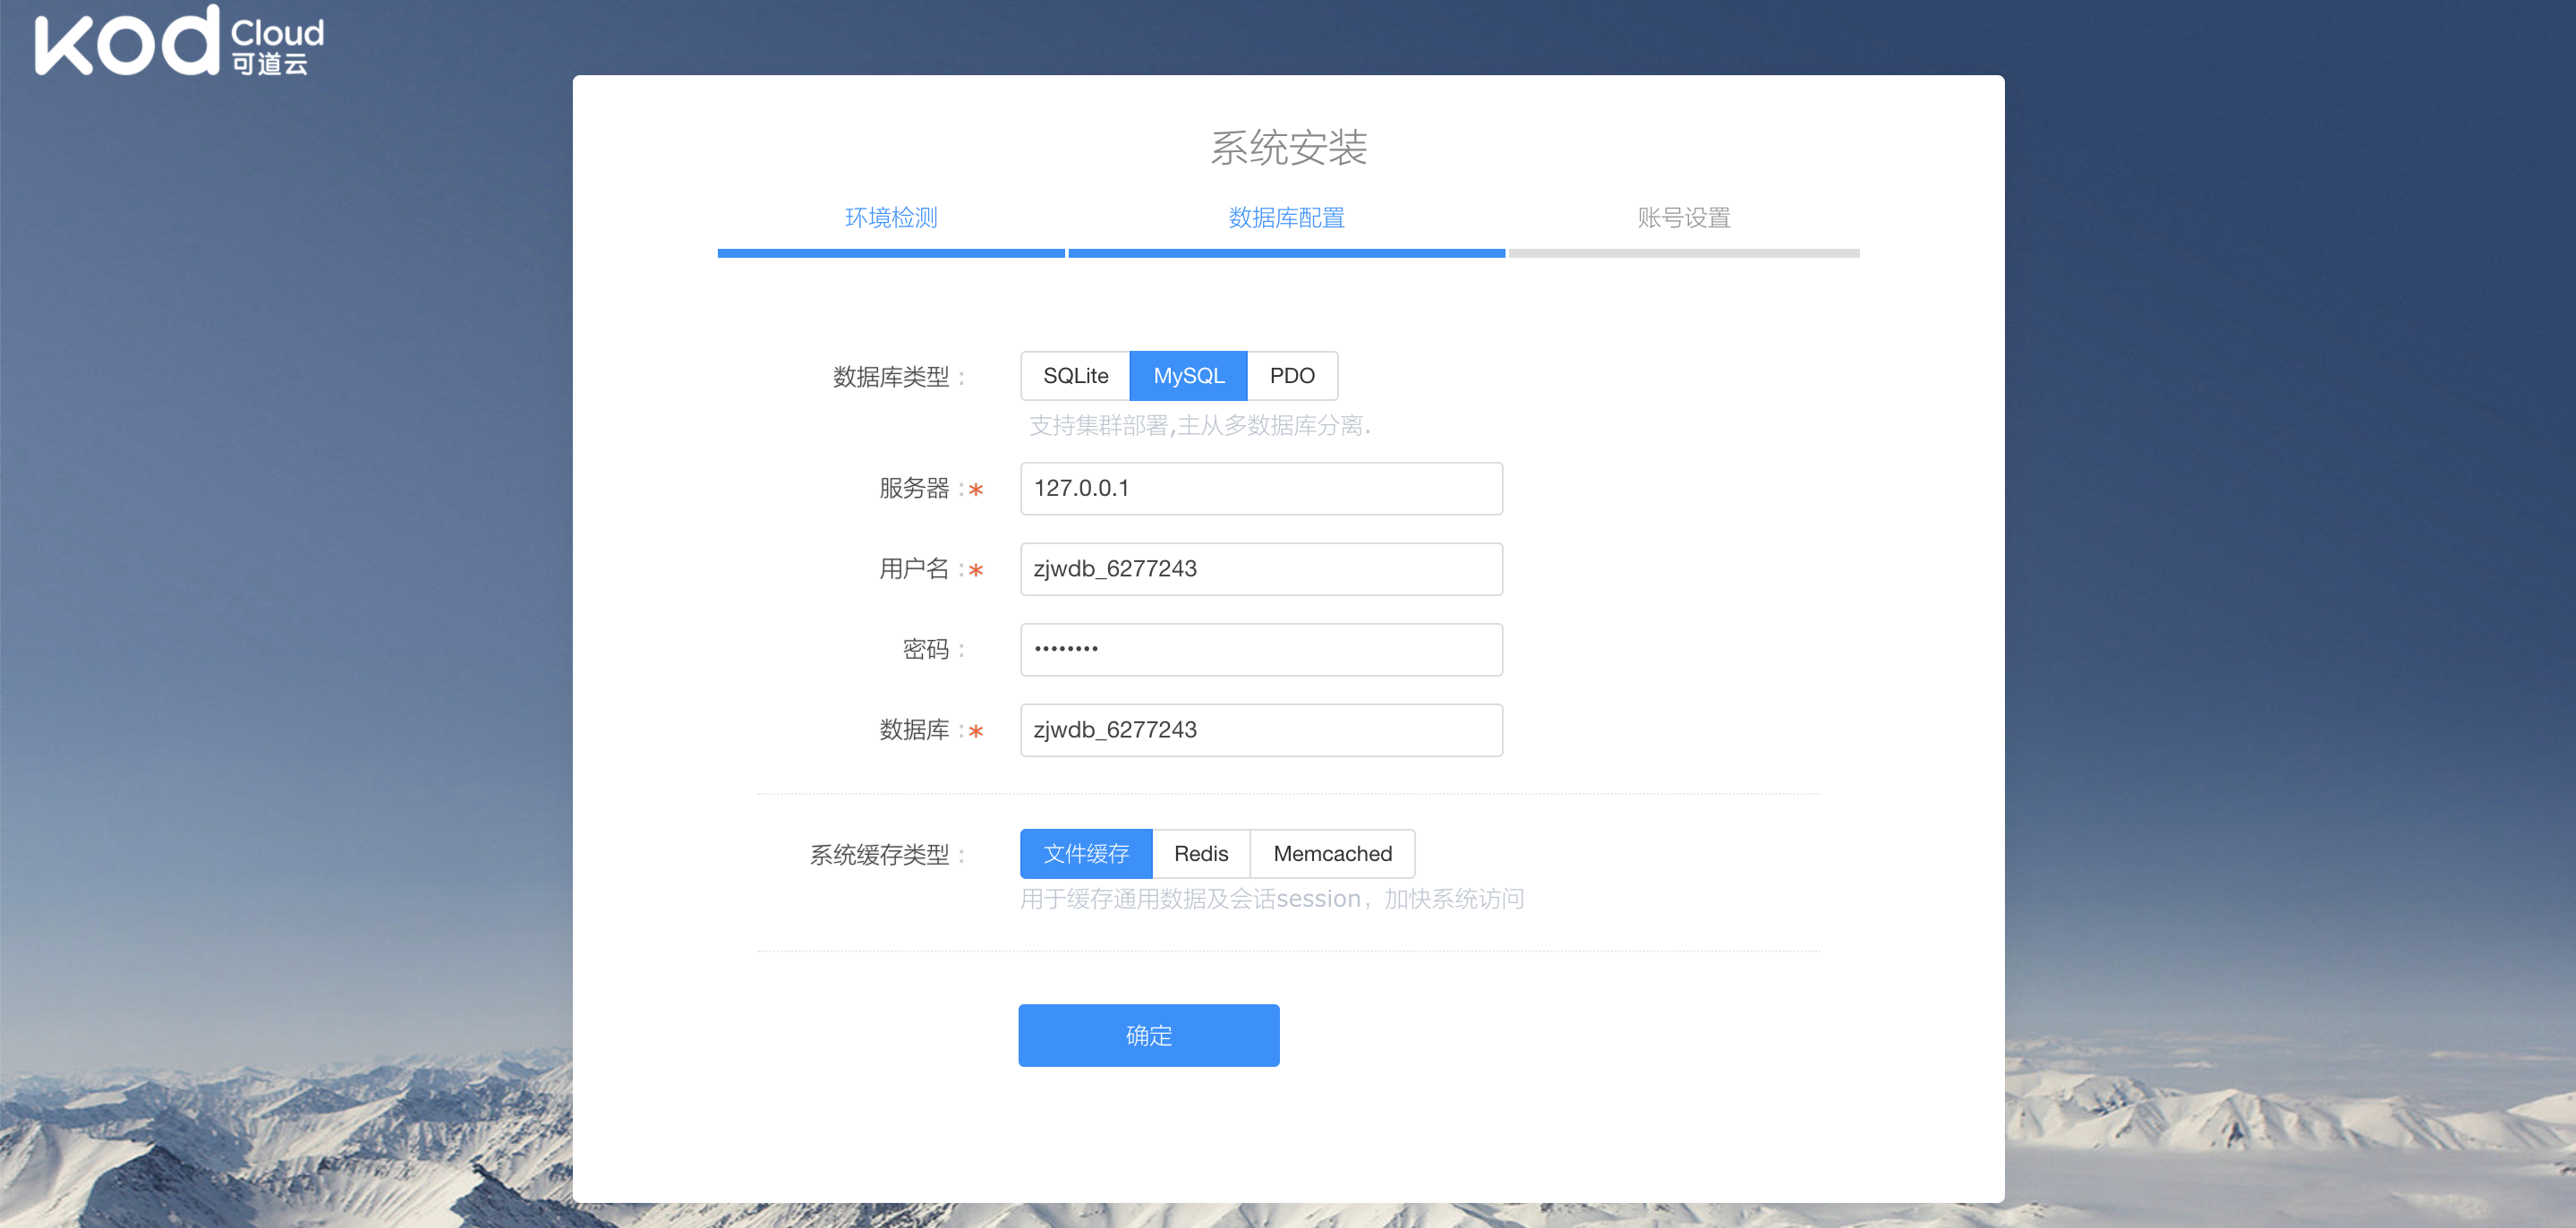 kod Cloud 可道云
系统安装
环境检测 数据库配置 账号设置
数据库类型 : SQLite MySQL PDO
支持集群部署,主从多数据库分离.
服务器 :* 127.0.0.1
用户名 :* zjwdb_6277243
密码 : ••••••••
数据库 :* zjwdb_6277243
系统缓存类型 : 文件缓存 Redis Memcached
用于缓存通用数据及会话session，加快系统访问
确定